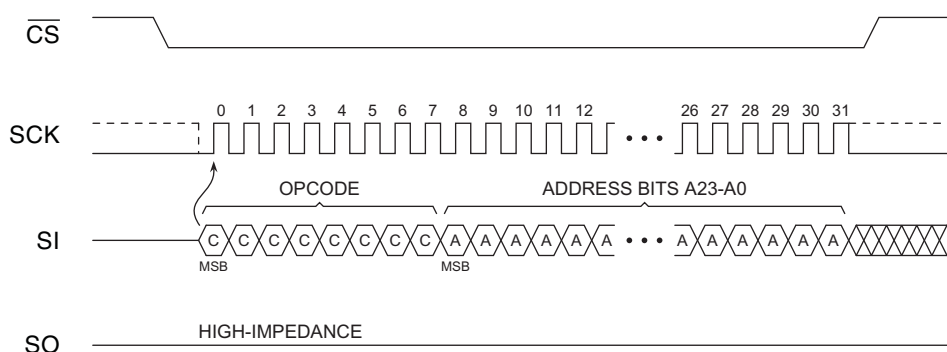 CS
0 1 2 3 4 5 6 7 8 9 10 11 12 26 27 28 29 30 31
SCK
OPCODE ADDRESS BITS A23-A0
SI C C C C C C C C A A A A A A A A A A A A
MSB MSB
HIGH-IMPEDANCE
SO